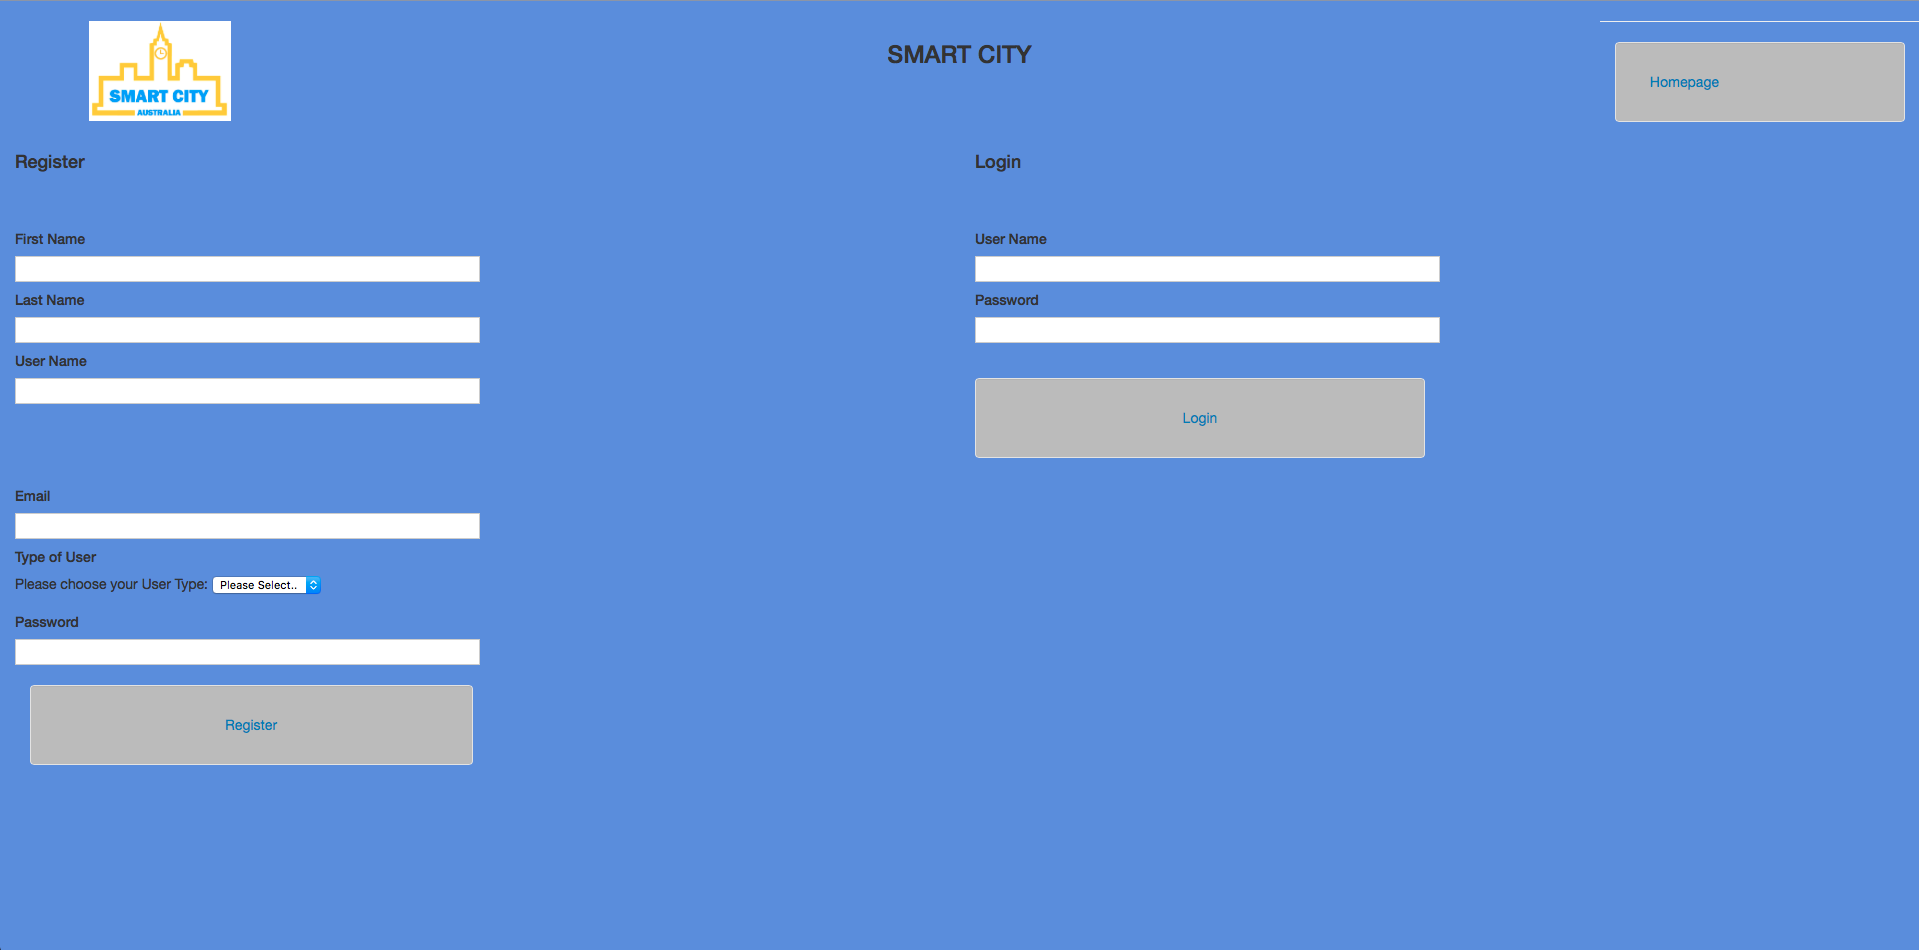 SMART CITY
AUSTRALIA
SMART CITY
Homepage
Register
First Name
Last Name
User Name
Email
Type of User
Please choose your User Type: Please Select..
Password
Register
Login
User Name
Password
Login